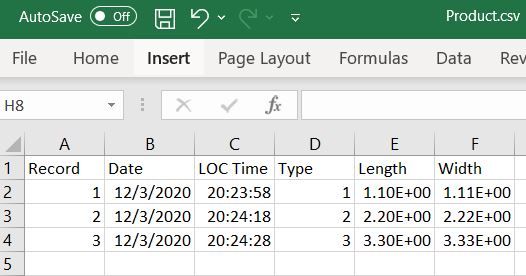 AutoSave Off Product.csv
File Home Insert Page Layout Formulas Data Rev
H8 fx
A B C D E F
1 Record Date LOC Time Type Length Width
2 1 12/3/2020 20:23:58 1 1.10E+00 1.11E+00
3 2 12/3/2020 20:24:18 2 2.20E+00 2.22E+00
4 3 12/3/2020 20:24:28 3 3.30E+00 3.33E+00
5